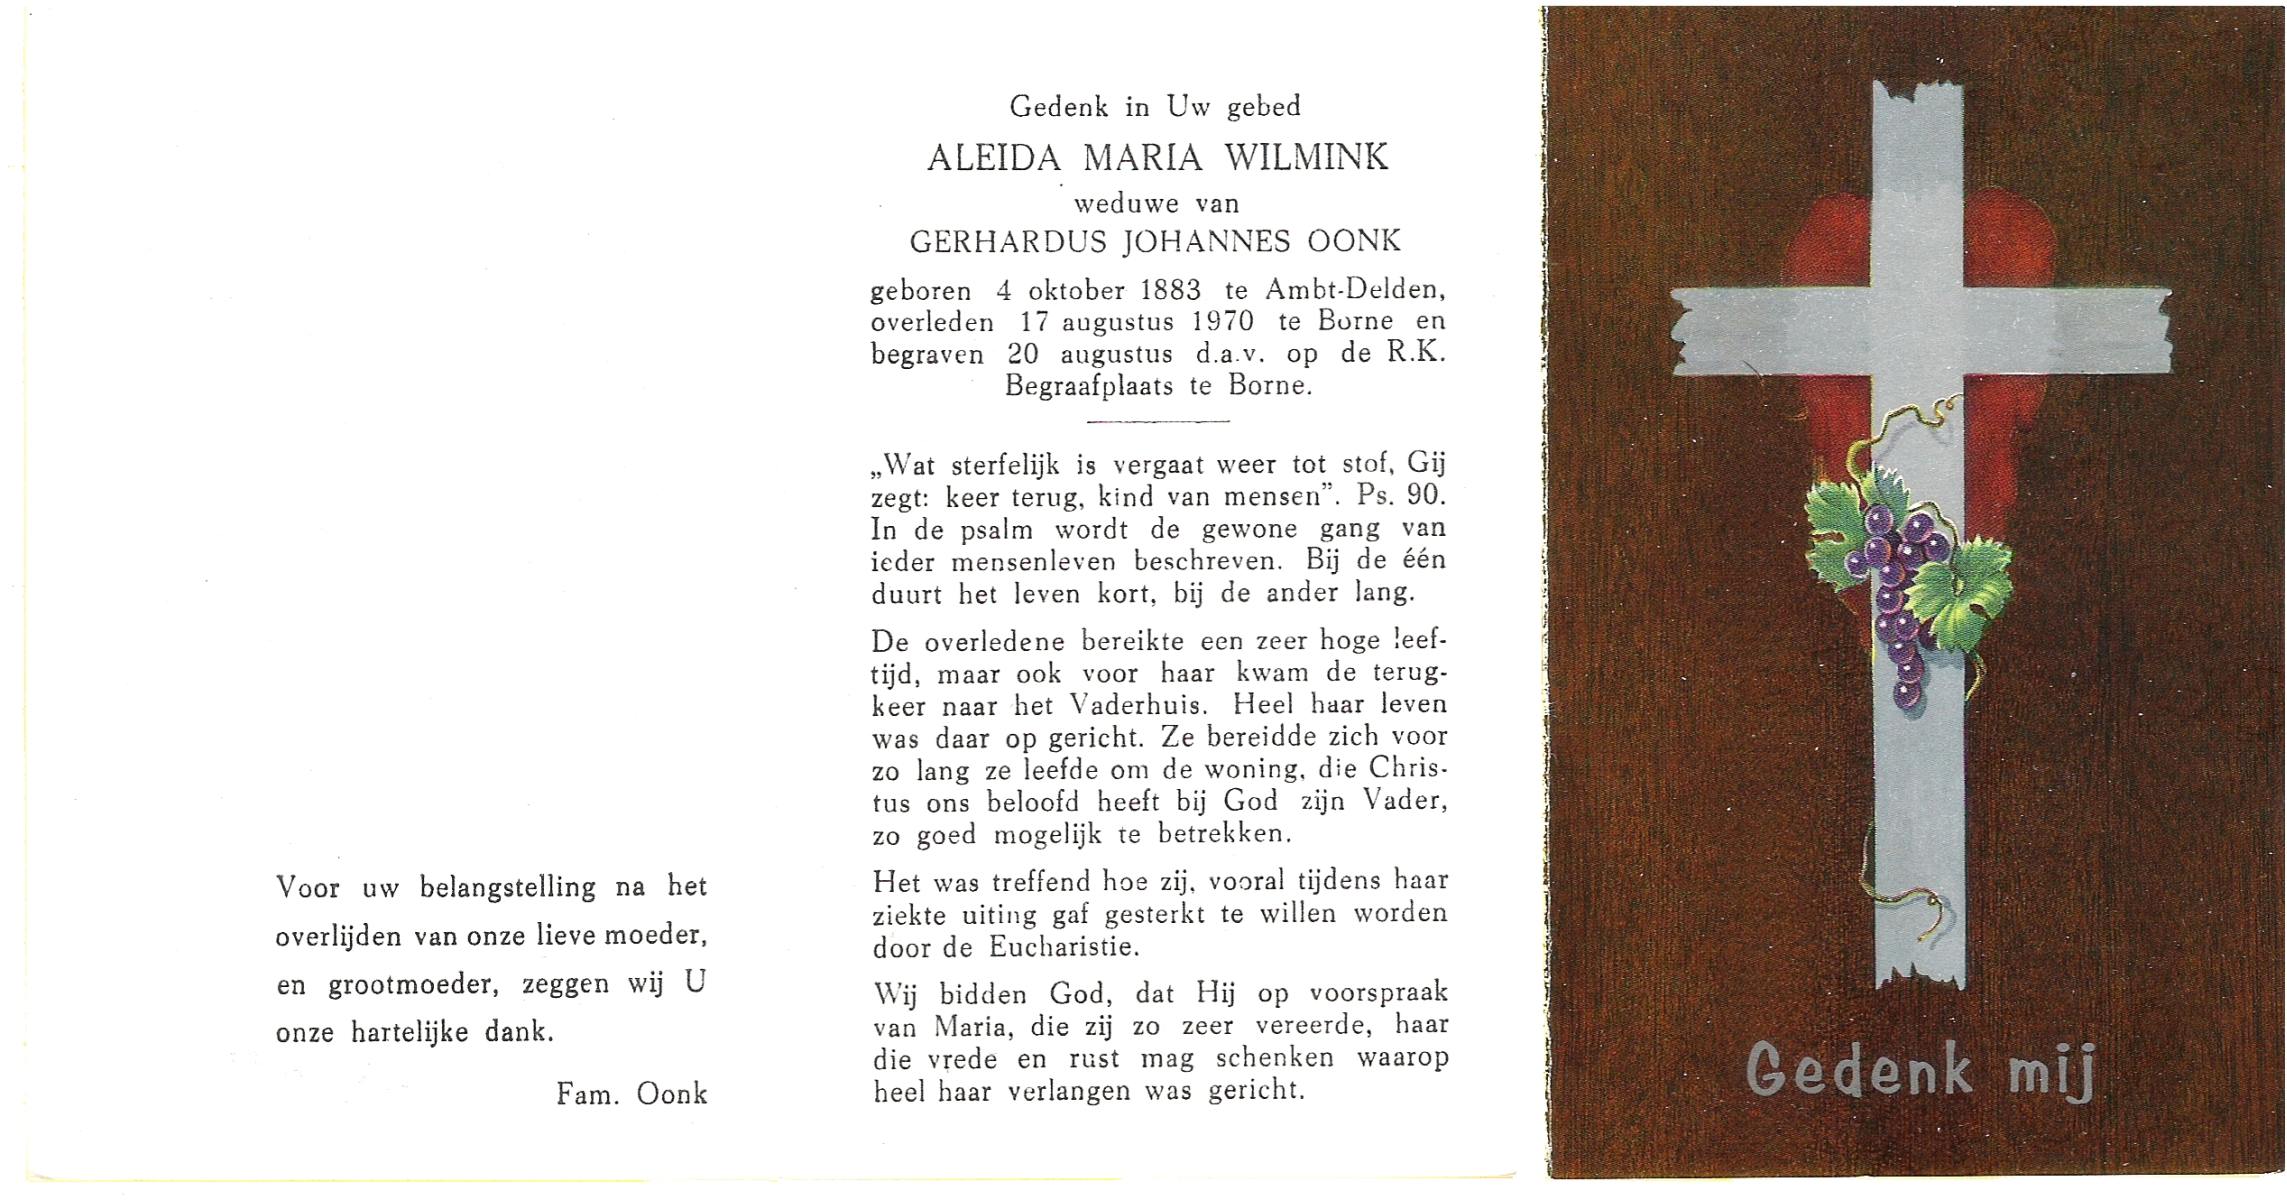 Voor uw belangstelling na het
overlijden van onze lieve moeder,
en grootmoeder, zeggen wij U
onze hartelijke dank.
Fam. Oonk
Gedenk in Uw gebed
ALEIDA MARIA WILMINK
weduwe van
GERHARDUS JOHANNES OONK
geboren 4 oktober 1883 te Ambt-Delden,
overleden 17 augustus 1970 te Borne en
begraven 20 augustus d.a.v. op de R.K.
Begraafplaats te Borne.
„Wat sterfelijk is vergaat weer tot stof, Gij
zegt: keer terug, kind van mensen”. Ps. 90.
In de psalm wordt de gewone gang van
ieder mensenleven beschreven. Bij de één
duurt het leven kort, bij de ander lang.
De overledene bereikte een zeer hoge leef-
tijd, maar ook voor haar kwam de terug-
keer naar het Vaderhuis. Heel haar leven
was daar op gericht. Ze bereidde zich voor
zo lang ze leefde om de woning, die Chris-
tus ons beloofd heeft bij God zijn Vader,
zo goed mogelijk te betrekken.
Het was treffend hoe zij, vooral tijdens haar
ziekte uiting gaf gesterkt te willen worden
door de Eucharistie.
Wij bidden God, dat Hij op voorspraak
van Maria, die zij zo zeer vereerde, haar
die vrede en rust mag schenken waarop
heel haar verlangen was gericht.
Gedenk mij